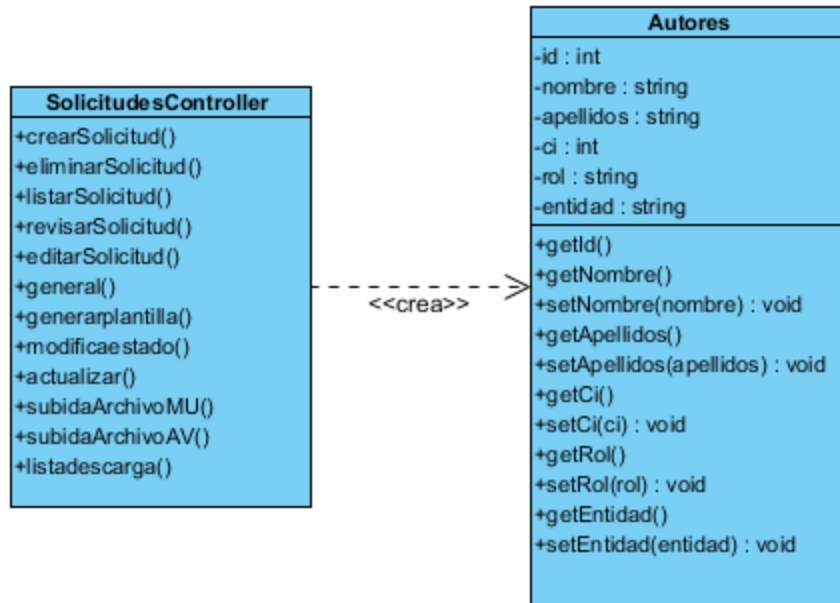 SolicitudesController
+crearSolicitud()
+eliminarSolicitud()
+listarSolicitud()
+revisarSolicitud()
+editarSolicitud()
+general()
+generarplantilla()
+modificaestado()
+actualizar()
+subidaArchivoMU()
+subidaArchivoAV()
+listadescarga()
<<crea>>
Autores
-id : int
-nombre : string
-apellidos : string
-ci : int
-rol : string
-entidad : string
+getId()
+getNombre()
+setNombre(nombre) : void
+getApellidos()
+setApellidos(apellidos) : void
+getCi()
+setCi(ci) : void
+getRol()
+setRol(rol) : void
+getEntidad()
+setEntidad(entidad) : void